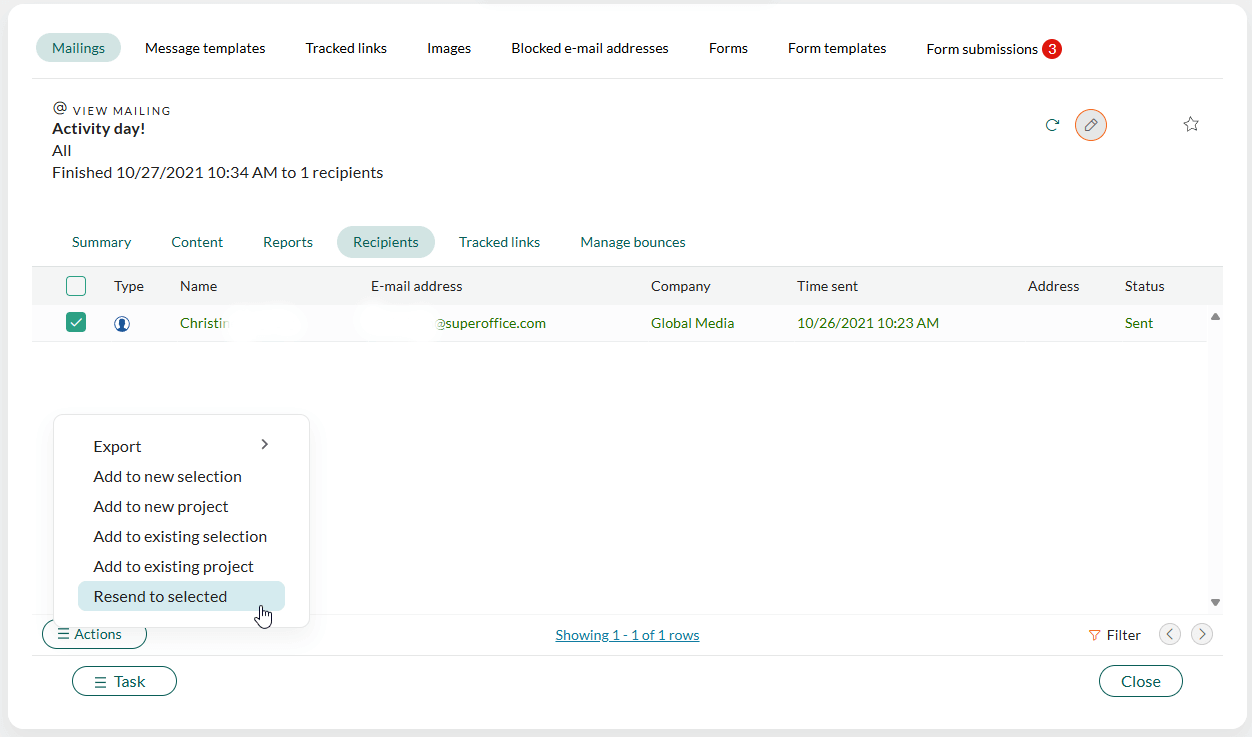 Mailings Message templates Tracked links Images Blocked e-mail addresses Forms Form templates Form submissions 3
@ VIEW MAILING
Activity day!
All
Finished 10/27/2021 10:34 AM to 1 recipients
Summary Content Reports Recipients Tracked links Manage bounces
Type Name E-mail address Company Time sent Address Status
@superoffice.com Global Media 10/26/2021 10:23 AM Sent
Export
Add to new selection
Add to new project
Add to existing selection
Add to existing project
Resend to selected
Actions Showing 1 - 1 of 1 rows Filter
Task Close